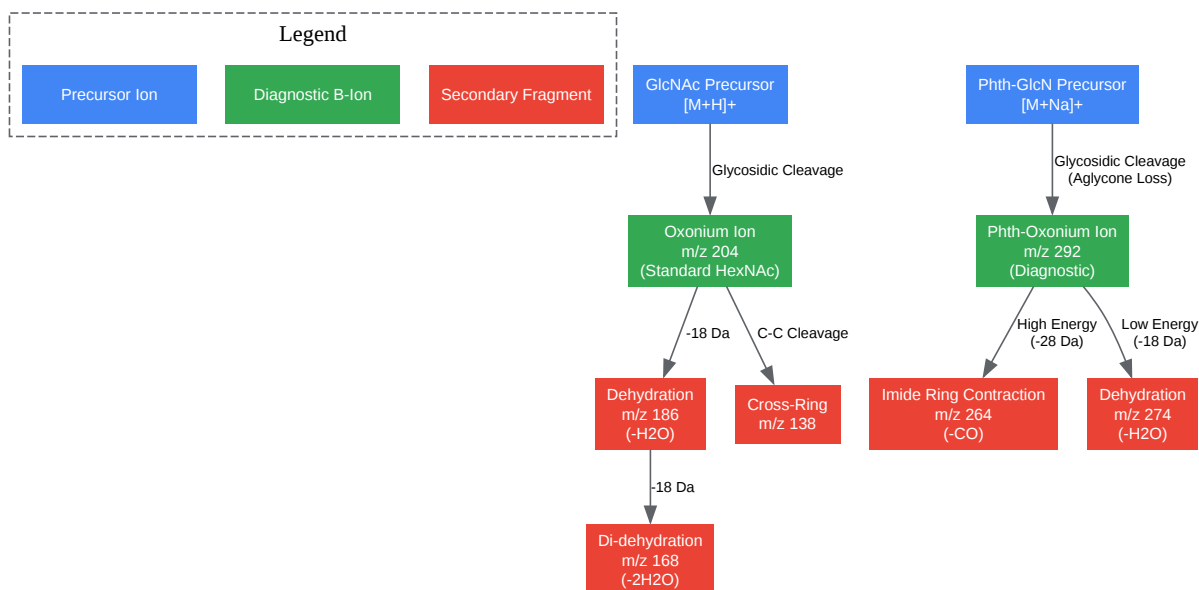 Legend
Precursor Ion
Diagnostic B-Ion
Secondary Fragment
GlcNAc Precursor
[M+H]+
Phth-GlcN Precursor
[M+Na]+
Glycosidic Cleavage
Glycosidic Cleavage
(Aglycone Loss)
Oxonium Ion
m/z 204
(Standard HexNAc)
Phth-Oxonium Ion
m/z 292
(Diagnostic)
-18 Da
C-C Cleavage
High Energy
(-28 Da)
Low Energy
(-18 Da)
Dehydration
m/z 186
(-H2O)
Cross-Ring
m/z 138
Imide Ring Contraction
m/z 264
(-CO)
Dehydration
m/z 274
(-H2O)
-18 Da
Di-dehydration
m/z 168
(-2H2O)